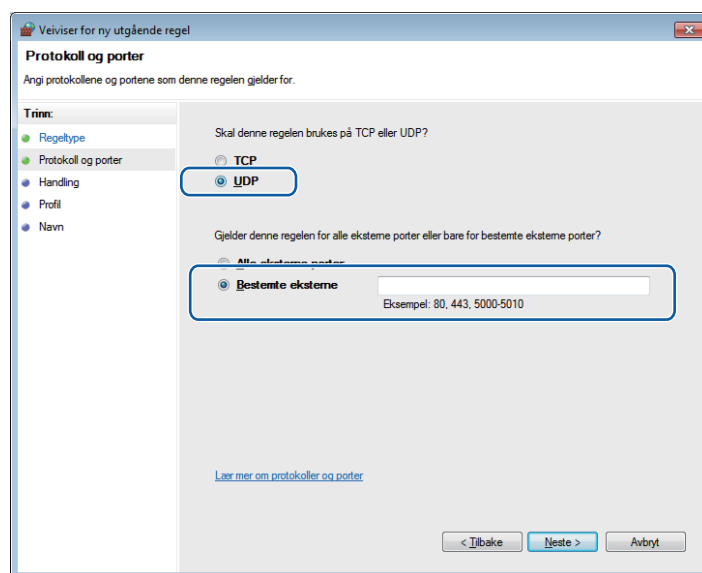 Veiviser for ny utgående regel
Protokoll og porter
Angi protokollene og portene som denne regelen gjelder for.
Trinn:
Regeltype
Protokoll og porter
Handling
Profil
Navn
Skal denne regelen brukes på TCP eller UDP?
TCP
UDP
Gjelder denne regelen for alle eksterne porter eller bare for bestemte eksterne porter?
Alle eksterne porter
Bestemte eksterne
Eksempel: 80, 443, 5000-5010
Lær mer om protokoller og porter
< Tilbake
Neste >
Avbryt